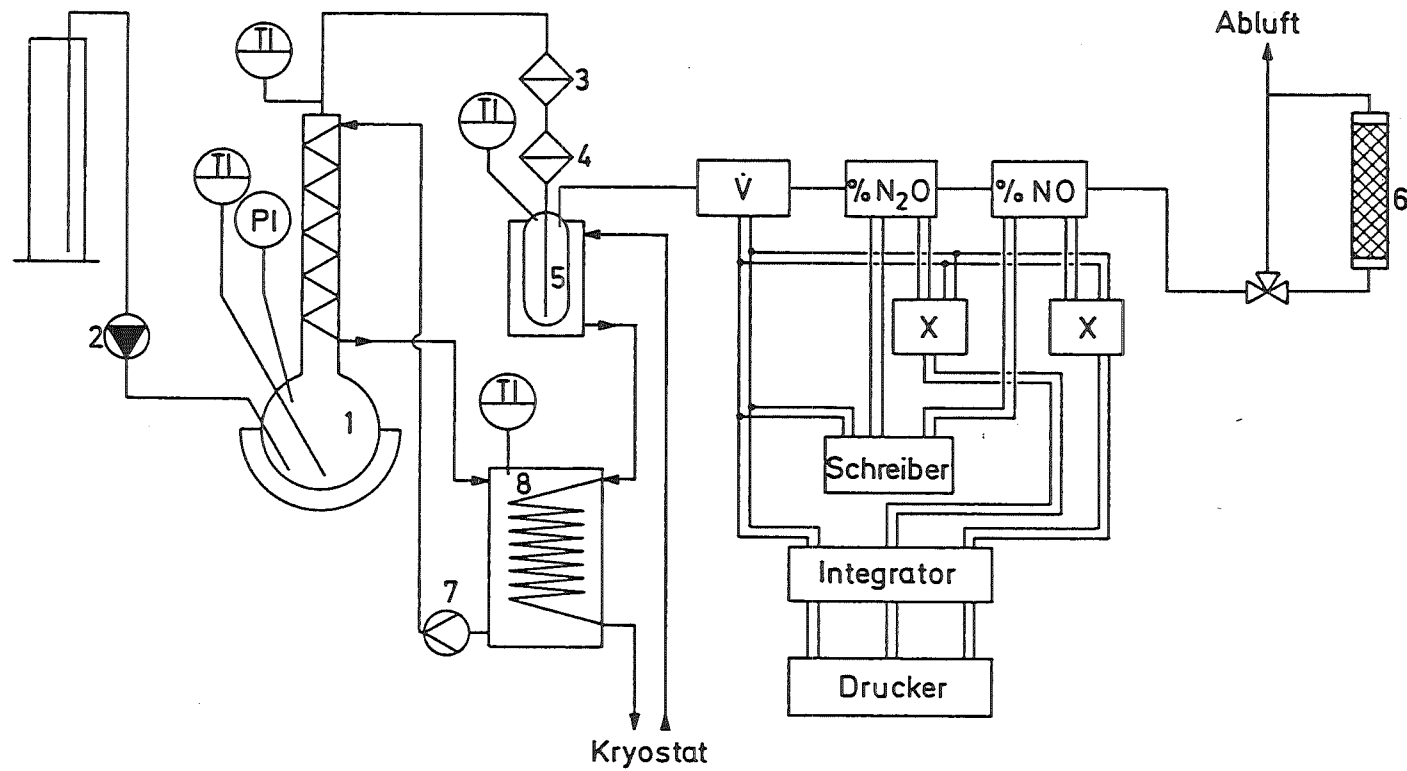 Abluft
TI
3
TI
4
TI
PI
V̇
%N₂O
%NO
6
5
X
X
2
1
TI
Schreiber
8
7
Integrator
Drucker
Kryostat